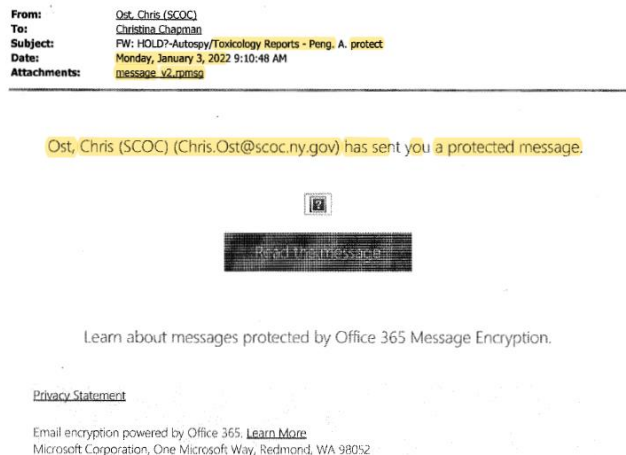 From: Ost, Chris (SCOC)
To: Christina Chapman
Subject: FW: HOLD?-Autospy/Toxicology Reports - Peng. A. protect
Date: Monday, January 3, 2022 9:10:48 AM
Attachments: message_v2.rpmsg
Ost, Chris (SCOC) (Chris.Ost@scoc.ny.gov) has sent you a protected message.
?
Read the message
Learn about messages protected by Office 365 Message Encryption.
Privacy Statement
Email encryption powered by Office 365. Learn More
Microsoft Corporation, One Microsoft Way, Redmond, WA 98052